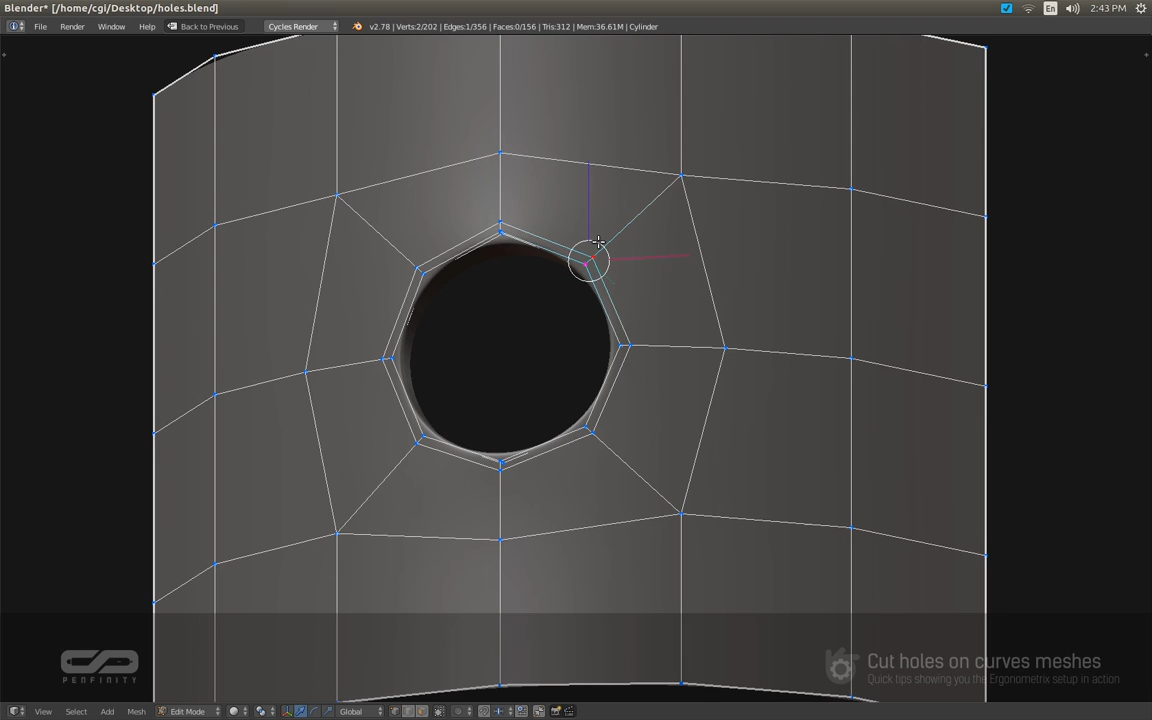 Blender* [/home/cgi/Desktop/holes.blend]
En
2:43 PM
File
Render
Window
Help
Back to Previous
Cycles Render
v2.78 | Verts:2/202 | Edges:1/356 | Faces:0/156 | Tris:312 | Mem:36.61M | Cylinder
PENFINITY
Cut holes on curves meshes
Quick tips showing you the Ergonometrix setup in action
View
Select
Add
Mesh
Edit Mode
Global